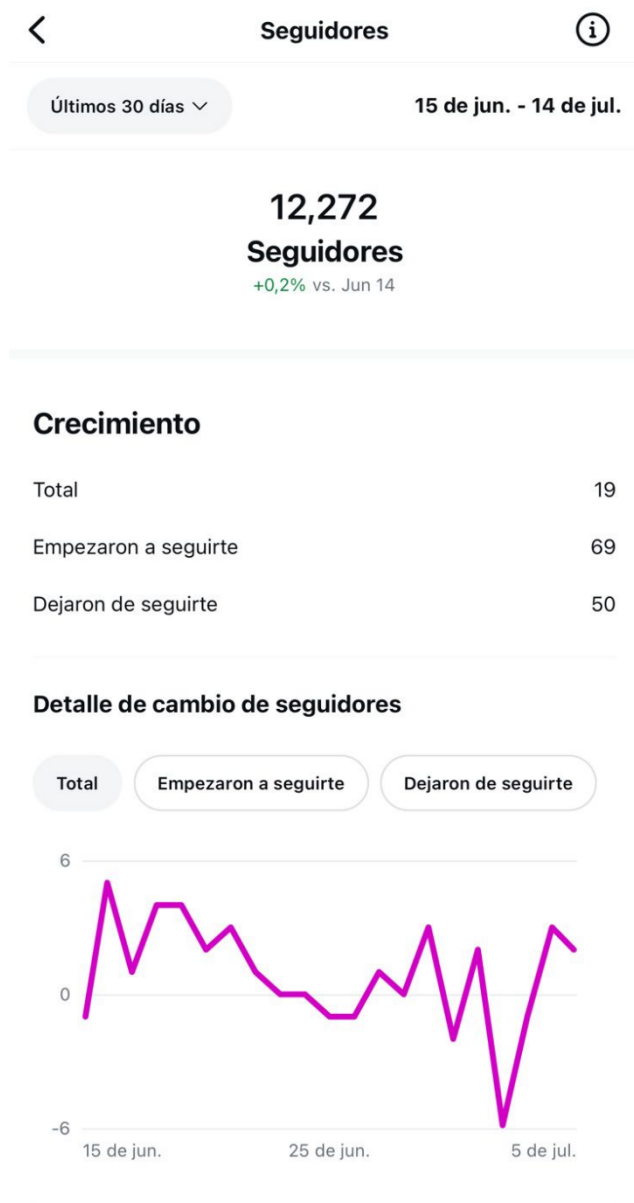 Seguidores
Últimos 30 días
15 de jun. - 14 de jul.
12,272
Seguidores
+0,2% vs. Jun 14
Crecimiento
Total 19
Empezaron a seguirte 69
Dejaron de seguirte 50
Detalle de cambio de seguidores
Total Empezaron a seguirte Dejaron de seguirte
6
0
-6
15 de jun. 25 de jun. 5 de jul.